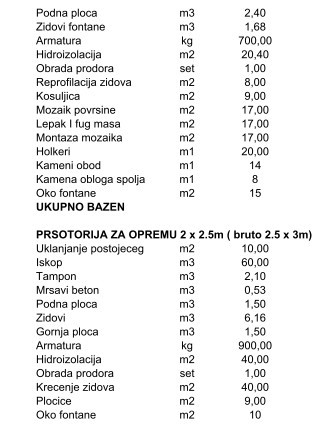 Podna ploca m3 2,40
Zidovi fontane m3 1,68
Armatura kg 700,00
Hidroizolacija m2 20,40
Obrada prodora set 1,00
Reprofilacija zidova m2 8,00
Kosuljica m2 9,00
Mozaik povrsine m2 17,00
Lepak I fug masa m2 17,00
Montaza mozaika m2 17,00
Holkeri m1 20,00
Kameni obod m1 14
Kamena obloga spolja m1 8
Oko fontane m2 15
UKUPNO BAZEN
PRSOTORIJA ZA OPREMU 2 x 2.5m ( bruto 2.5 x 3m)
Uklanjanje postojeceg m2 10,00
Iskop m3 60,00
Tampon m3 2,10
Mrsavi beton m3 0,53
Podna ploca m3 1,50
Zidovi m3 6,16
Gornja ploca m3 1,50
Armatura kg 900,00
Hidroizolacija m2 40,00
Obrada prodora set 1,00
Krecenje zidova m2 40,00
Plocice m2 9,00
Oko fontane m2 10